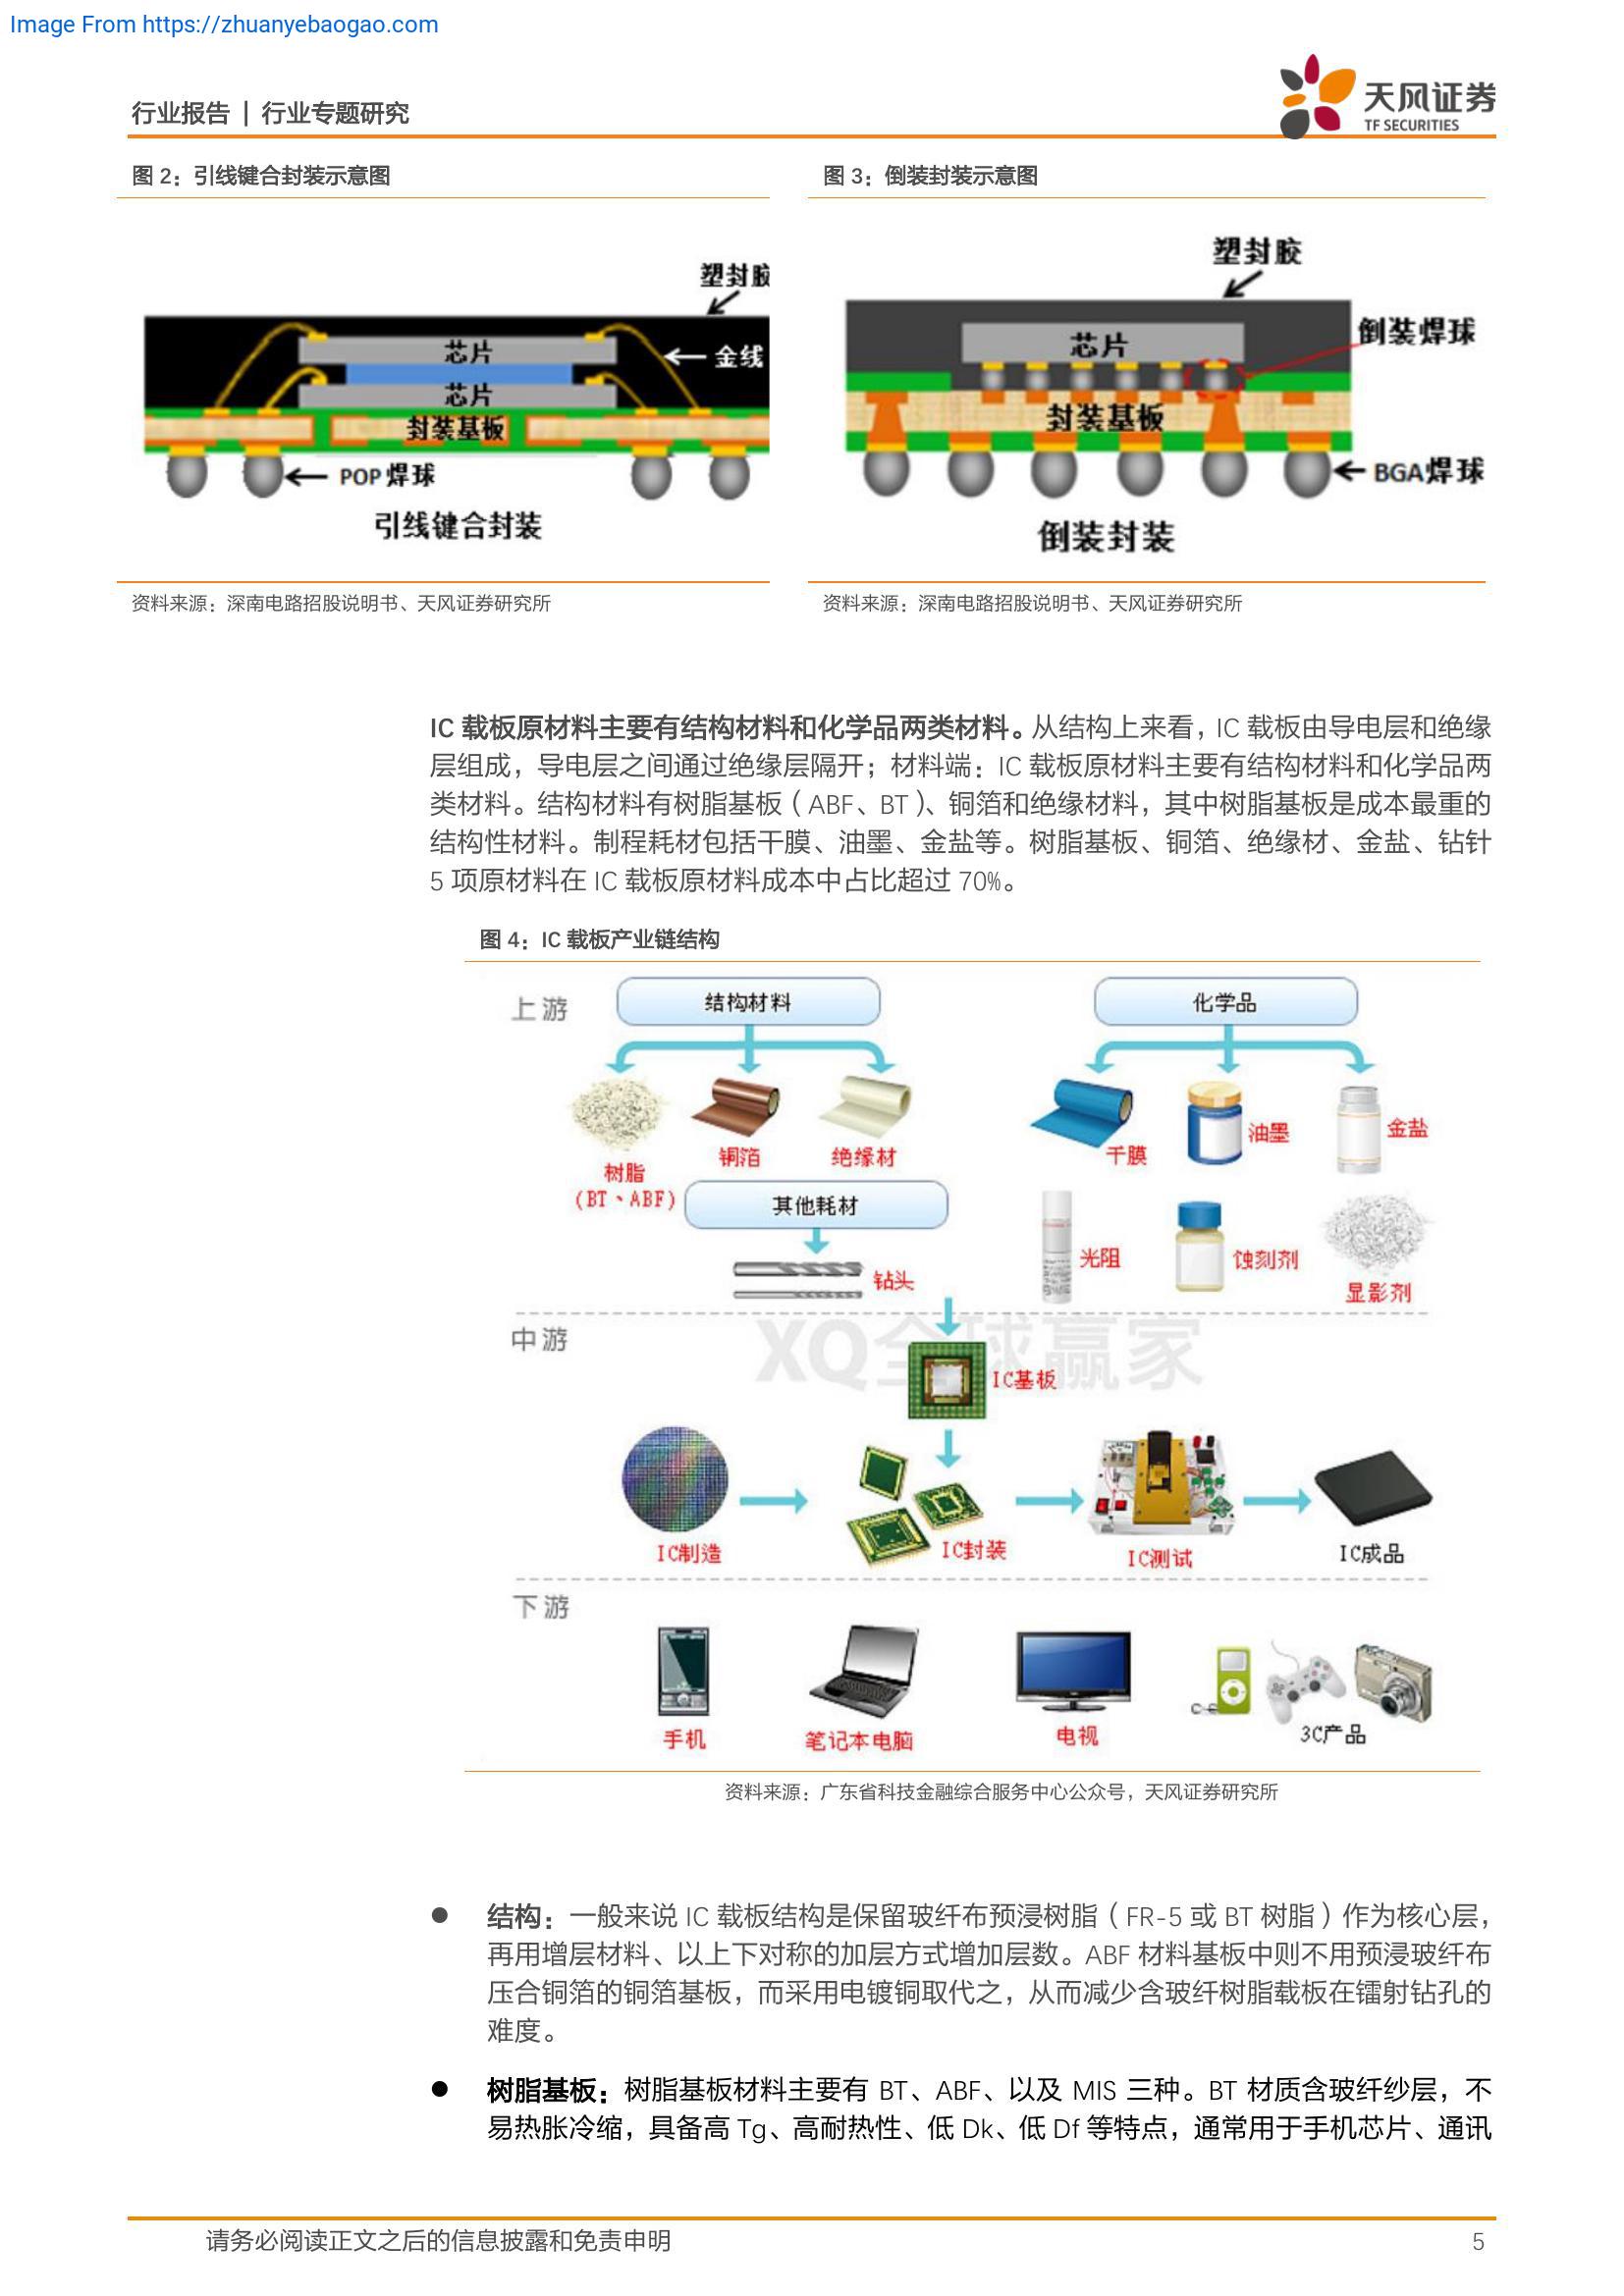 Image From https://zhuanyebaogao.com
行业报告 | 行业专题研究
天风证券
TF SECURITIES
图 2：引线键合封装示意图
图 3：倒装封装示意图
塑封胶
芯片
金线
芯片
封装基板
POP 焊球
引线键合封装
塑封胶
芯片
倒装焊球
封装基板
BGA焊球
倒装封装
资料来源：深南电路招股说明书、天风证券研究所
资料来源：深南电路招股说明书、天风证券研究所
IC 载板原材料主要有结构材料和化学品两类材料。从结构上来看，IC 载板由导电层和绝缘
层组成，导电层之间通过绝缘层隔开；材料端：IC 载板原材料主要有结构材料和化学品两
类材料。结构材料有树脂基板（ABF、BT）、铜箔和绝缘材料，其中树脂基板是成本最重的
结构性材料。制程耗材包括干膜、油墨、金盐等。树脂基板、铜箔、绝缘材、金盐、钻针
5 项原材料在 IC 载板原材料成本中占比超过 70%。
图 4：IC 载板产业链结构
上游
结构材料
化学品
树脂
(BT、ABF)
铜箔
绝缘材
干膜
油墨
金盐
其他耗材
钻头
光阻
蚀刻剂
显影剂
中游
XQ全球赢家
IC基板
IC制造
IC封装
IC测试
IC成品
下游
手机
笔记本电脑
电视
3C产品
资料来源：广东省科技金融综合服务中心公众号，天风证券研究所
● 结构：一般来说 IC 载板结构是保留玻纤布预浸树脂（FR-5 或 BT 树脂）作为核心层，
再用增层材料、以上下对称的加层方式增加层数。ABF 材料基板中则不用预浸玻纤布
压合铜箔的铜箔基板，而采用电镀铜取代之，从而减少含玻纤树脂载板在镭射钻孔的
难度。
● 树脂基板：树脂基板材料主要有 BT、ABF、以及 MIS 三种。BT 材质含玻纤纱层，不
易热胀冷缩，具备高 Tg、高耐热性、低 Dk、低 Df 等特点，通常用于手机芯片、通讯
请务必阅读正文之后的信息披露和免责申明
5